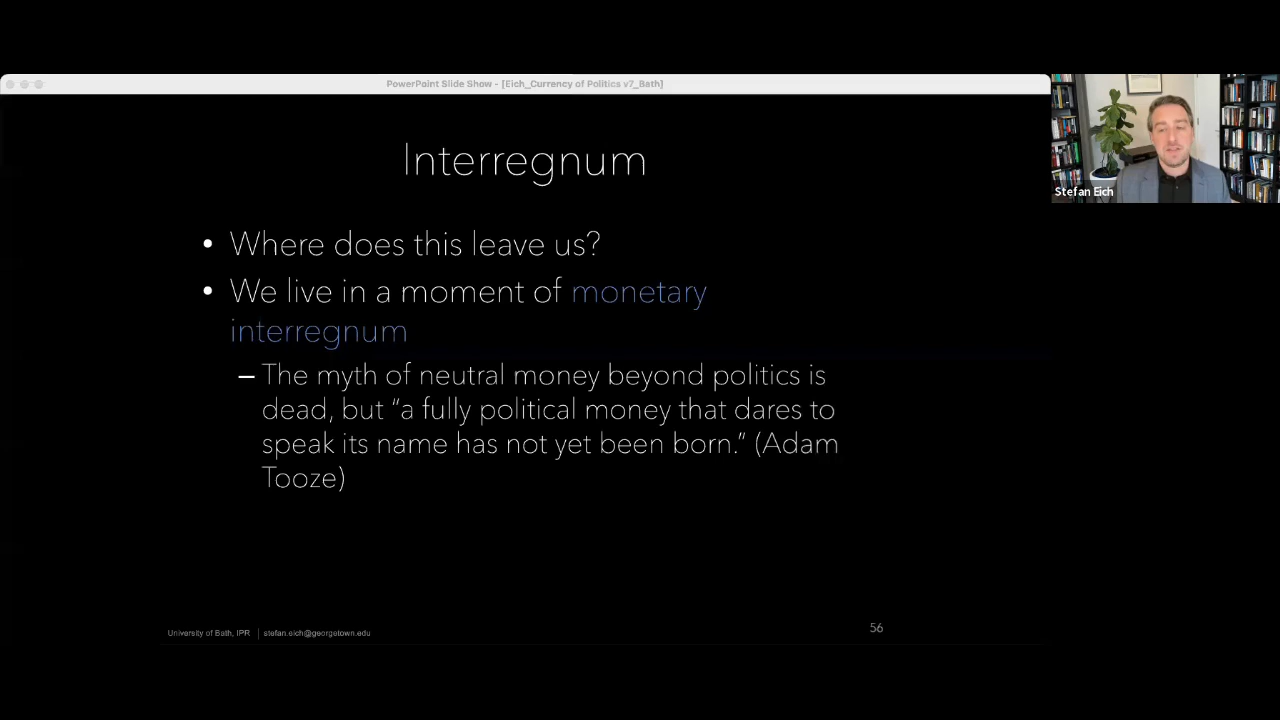 PowerPoint Slide Show - [Eich_Currency of Politics v7_Bath]
Stefan Eich
Interregnum
• Where does this leave us?
• We live in a moment of monetary
interregnum
– The myth of neutral money beyond politics is
dead, but “a fully political money that dares to
speak its name has not yet been born.” (Adam
Tooze)
University of Bath, IPR | stefan.eich@georgetown.edu
56